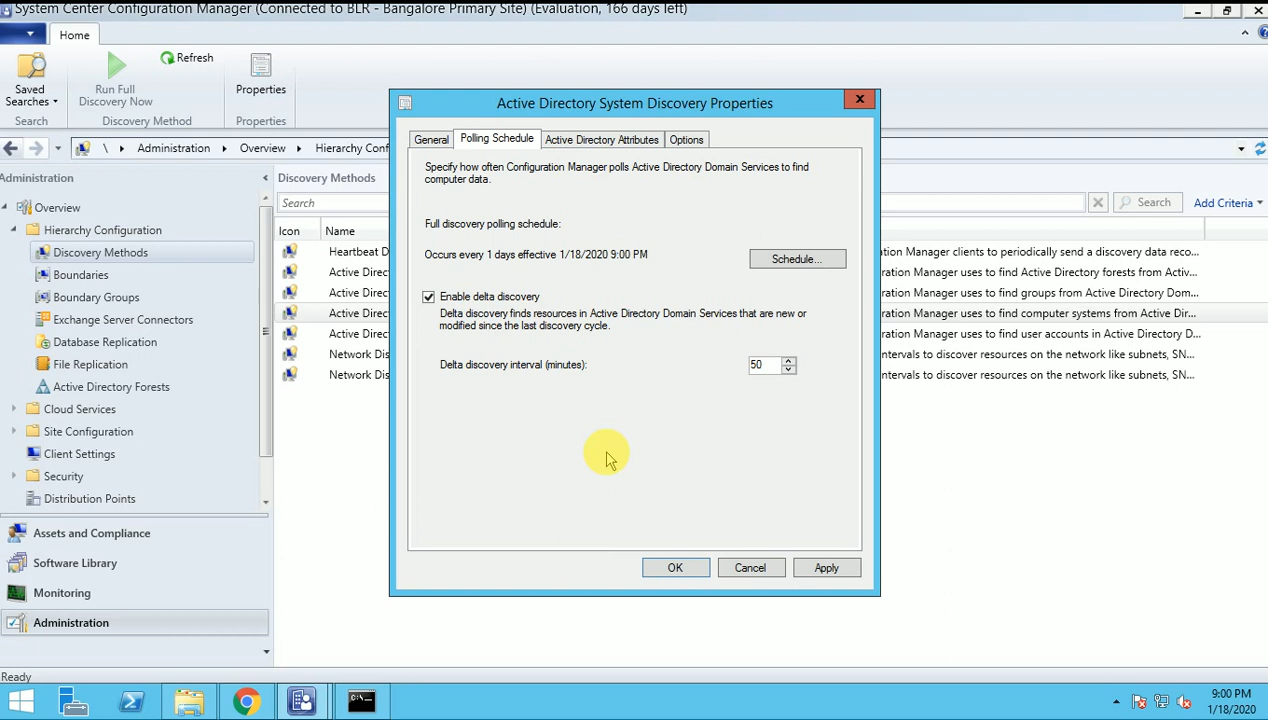 System Center Configuration Manager (Connected to BLR - Bangalore Primary Site) (Evaluation, 166 days left)
Home
Saved Searches
Run Full Discovery Now
Refresh
Properties
Search
Discovery Method
Properties
\ Administration Overview Hierarchy Conf
Administration
Overview
Hierarchy Configuration
Discovery Methods
Boundaries
Boundary Groups
Exchange Server Connectors
Database Replication
File Replication
Active Directory Forests
Cloud Services
Site Configuration
Client Settings
Security
Distribution Points
Assets and Compliance
Software Library
Monitoring
Administration
Discovery Methods
Search
Search
Add Criteria
Icon Name
Heartbeat D
Active Direc
Active Direc
Active Direc
Active Direc
Network Dis
Network Dis
ration Manager clients to periodically send a discovery data reco...
ration Manager uses to find Active Directory forests from Activ...
ration Manager uses to find groups from Active Directory Dom...
ration Manager uses to find computer systems from Active Dir...
ration Manager uses to find user accounts in Active Directory D...
intervals to discover resources on the network like subnets, SN...
intervals to discover resources on the network like subnets, SN...
Active Directory System Discovery Properties
X
General
Polling Schedule
Active Directory Attributes
Options
Specify how often Configuration Manager polls Active Directory Domain Services to find
computer data.
Full discovery polling schedule:
Occurs every 1 days effective 1/18/2020 9:00 PM
Schedule...
Enable delta discovery
Delta discovery finds resources in Active Directory Domain Services that are new or
modified since the last discovery cycle.
Delta discovery interval (minutes):
50
OK
Cancel
Apply
Ready
9:00 PM
1/18/2020